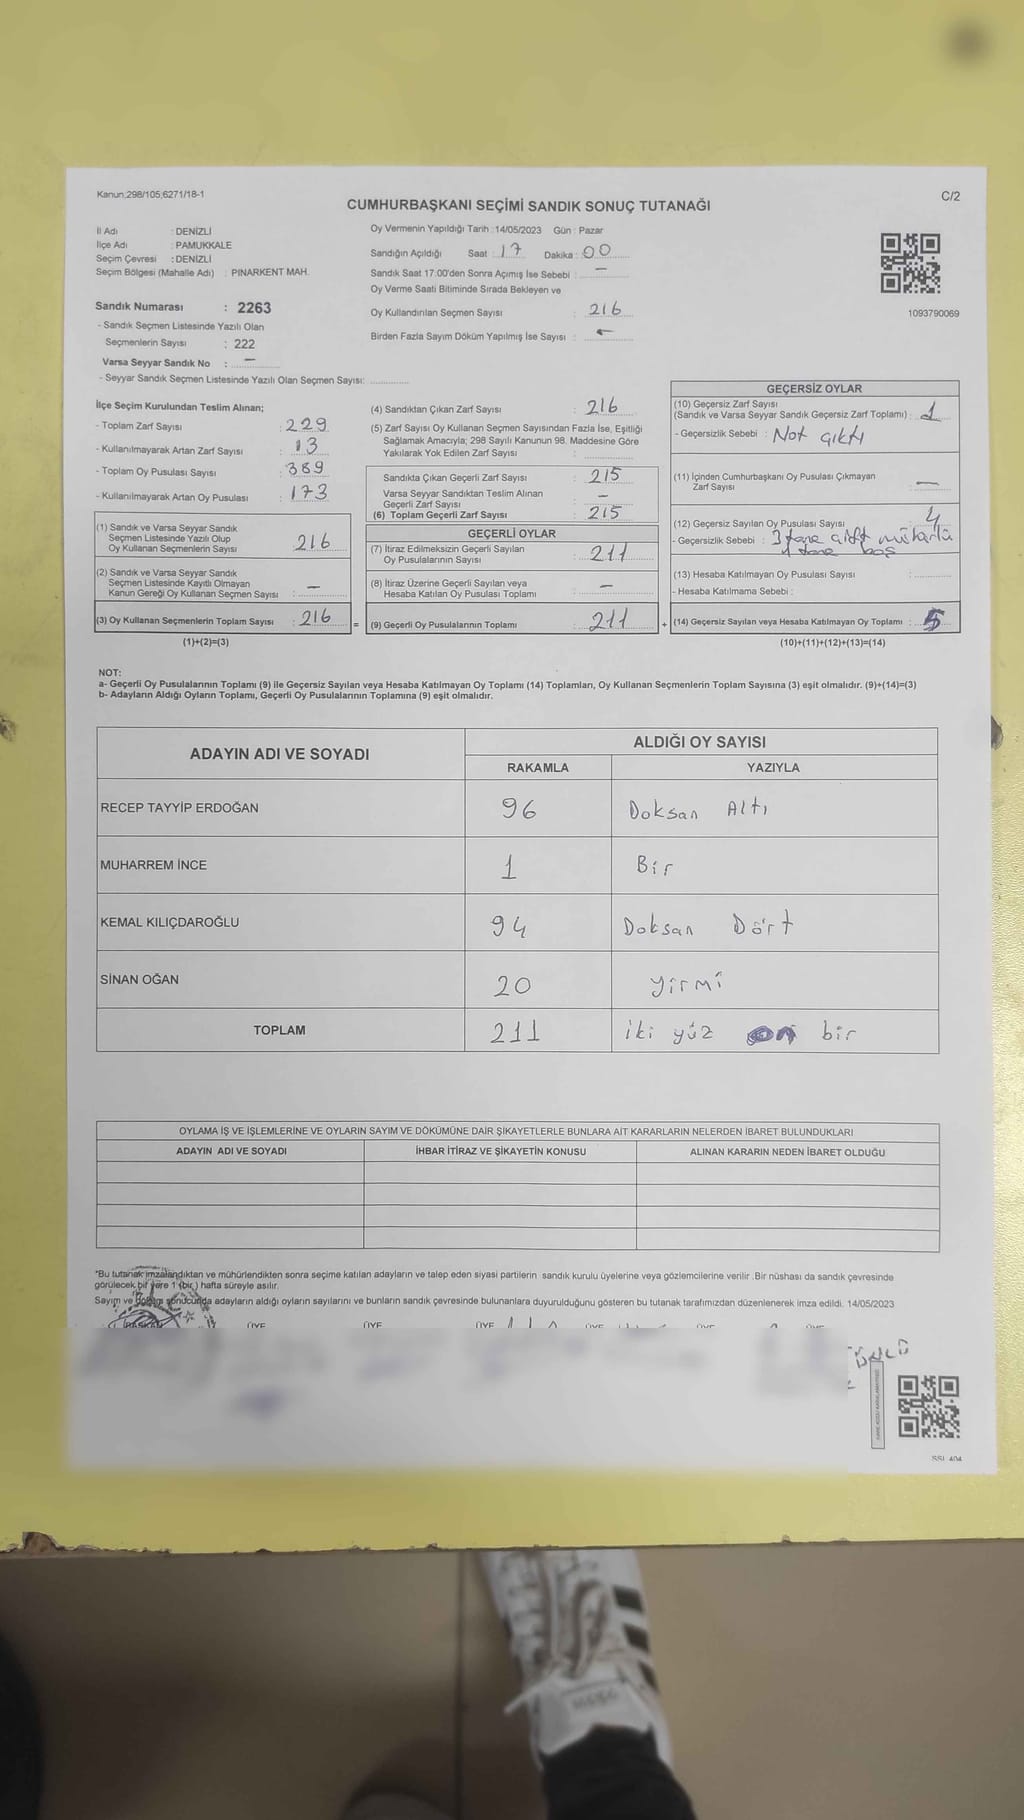 Kanun;298/105;6271/18-1
C/2
CUMHURBAŞKANI SEÇİMİ SANDIK SONUÇ TUTANAĞI
İl Adı : DENİZLİ
İlçe Adı : PAMUKKALE
Seçim Çevresi : DENİZLİ
Seçim Bölgesi (Mahalle Adı) : PINARKENT MAH.
Sandık Numarası : 2263
- Sandık Seçmen Listesinde Yazılı Olan
Seçmenlerin Sayısı : 222
Varsa Seyyar Sandık No : —
- Seyyar Sandık Seçmen Listesinde Yazılı Olan Seçmen Sayısı: ............
Oy Vermenin Yapıldığı Tarih :14/05/2023 Gün : Pazar
Sandığın Açıldığı Saat : 17 Dakika : 00
Sandık Saat 17:00'den Sonra Açımış İse Sebebi : —
Oy Verme Saati Bitiminde Sırada Bekleyen ve
Oy Kullandırılan Seçmen Sayısı : 216
Birden Fazla Sayım Döküm Yapılmış İse Sayısı : —
1093790069
İlçe Seçim Kurulundan Teslim Alınan;
- Toplam Zarf Sayısı : 229
- Kullanılmayarak Artan Zarf Sayısı : 13
- Toplam Oy Pusulası Sayısı : 389
- Kullanılmayarak Artan Oy Pusulası : 173
(1) Sandık ve Varsa Seyyar Sandık
Seçmen Listesinde Yazılı Olup
Oy Kullanan Seçmenlerin Sayısı : 216
(2) Sandık ve Varsa Seyyar Sandık
Seçmen Listesinde Kayıtlı Olmayan
Kanun Gereği Oy Kullanan Seçmen Sayısı : —
(3) Oy Kullanan Seçmenlerin Toplam Sayısı : 216
(1)+(2)=(3)
(4) Sandıktan Çıkan Zarf Sayısı : 216
(5) Zarf Sayısı Oy Kullanan Seçmen Sayısından Fazla İse, Eşitliği
Sağlamak Amacıyla; 298 Sayılı Kanunun 98. Maddesine Göre
Yakılarak Yok Edilen Zarf Sayısı :
Sandıkta Çıkan Geçerli Zarf Sayısı : 215
Varsa Seyyar Sandıktan Teslim Alınan
Geçerli Zarf Sayısı : —
(6) Toplam Geçerli Zarf Sayısı : 215
GEÇERLİ OYLAR
(7) İtiraz Edilmeksizin Geçerli Sayılan
Oy Pusulalarının Sayısı : 211
(8) İtiraz Üzerine Geçerli Sayılan veya
Hesaba Katılan Oy Pusulası Toplamı : —
= (9) Geçerli Oy Pusulalarının Toplamı : 211
GEÇERSİZ OYLAR
(10) Geçersiz Zarf Sayısı
(Sandık ve Varsa Seyyar Sandık Geçersiz Zarf Toplamı) : 1
- Geçersizlik Sebebi : Not çıktı
(11) İçinden Cumhurbaşkanı Oy Pusulası Çıkmayan
Zarf Sayısı : —
(12) Geçersiz Sayılan Oy Pusulası Sayısı : 4
- Geçersizlik Sebebi : 3 tane çift mühürlü
1 tane boş
(13) Hesaba Katılmayan Oy Pusulası Sayısı :
- Hesaba Katılmama Sebebi :
+ (14) Geçersiz Sayılan veya Hesaba Katılmayan Oy Toplamı : 5
(10)+(11)+(12)+(13)=(14)
NOT:
a- Geçerli Oy Pusulalarının Toplamı (9) ile Geçersiz Sayılan veya Hesaba Katılmayan Oy Toplamı (14) Toplamları, Oy Kullanan Seçmenlerin Toplam Sayısına (3) eşit olmalıdır. (9)+(14)=(3)
b- Adayların Aldığı Oyların Toplamı, Geçerli Oy Pusulalarının Toplamına (9) eşit olmalıdır.
ADAYIN ADI VE SOYADI
ALDIĞI OY SAYISI
RAKAMLA YAZIYLA
RECEP TAYYİP ERDOĞAN 96 Doksan Altı
MUHARREM İNCE 1 Bir
KEMAL KILIÇDAROĞLU 94 Doksan Dört
SİNAN OĞAN 20 Yirmi
TOPLAM 211 iki yüz on bir
OYLAMA İŞ VE İŞLEMLERİNE VE OYLARIN SAYIM VE DÖKÜMÜNE DAİR ŞİKAYETLERLE BUNLARA AİT KARARLARIN NELERDEN İBARET BULUNDUKLARI
ADAYIN ADI VE SOYADI İHBAR İTİRAZ VE ŞİKAYETİN KONUSU ALINAN KARARIN NEDEN İBARET OLDUĞU
*Bu tutanak imzalandıktan ve mühürlendikten sonra seçime katılan adayların ve talep eden siyasi partilerin sandık kurulu üyelerine veya gözlemcilerine verilir .Bir nüshası da sandık çevresinde
görülecek bir yere 1 (bir ) hafta süreyle asılır.
Sayım ve döküm sonucunda adayların aldığı oyların sayılarını ve bunların sandık çevresinde bulunanlara duyurulduğunu gösteren bu tutanak tarafımızdan düzenlenerek imza edildi. 14/05/2023
BAŞKAN ÜYE ÜYE ÜYE ÜYE ÜYE ÜYE